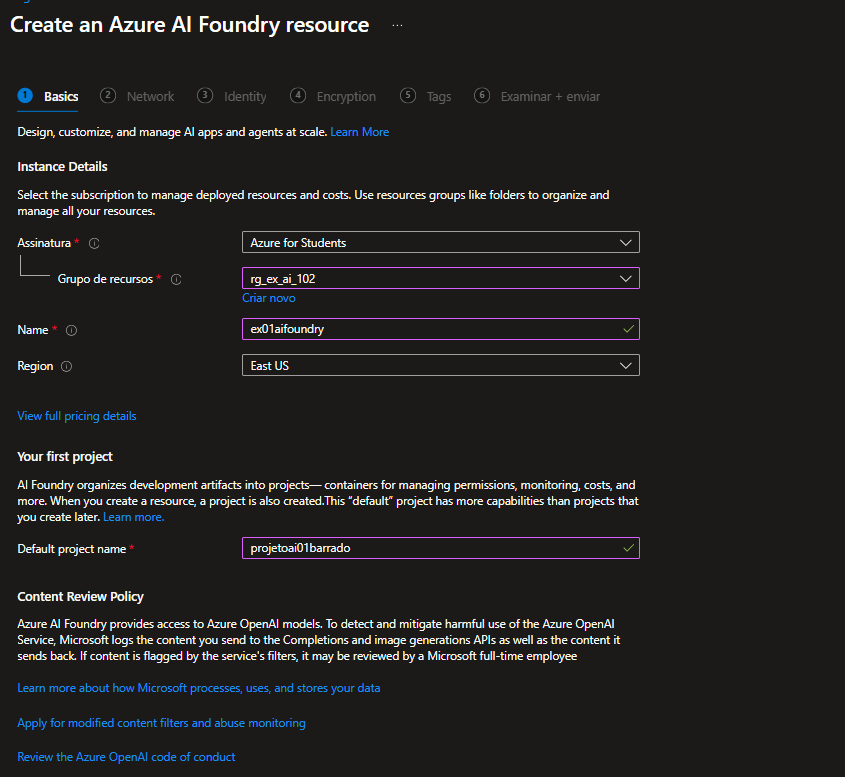 Create an Azure AI Foundry resource ...
1 Basics 2 Network 3 Identity 4 Encryption 5 Tags 6 Examinar + enviar
Design, customize, and manage AI apps and agents at scale. Learn More
Instance Details
Select the subscription to manage deployed resources and costs. Use resources groups like folders to organize and
manage all your resources.
Assinatura * Azure for Students
Grupo de recursos * rg_ex_ai_102
Criar novo
Name * ex01aifoundry
Region East US
View full pricing details
Your first project
AI Foundry organizes development artifacts into projects— containers for managing permissions, monitoring, costs, and
more. When you create a resource, a project is also created.This “default” project has more capabilities than projects that
you create later. Learn more.
Default project name * projetoai01barrado
Content Review Policy
Azure AI Foundry provides access to Azure OpenAI models. To detect and mitigate harmful use of the Azure OpenAI
Service, Microsoft logs the content you send to the Completions and image generations APIs as well as the content it
sends back. If content is flagged by the service's filters, it may be reviewed by a Microsoft full-time employee
Learn more about how Microsoft processes, uses, and stores your data
Apply for modified content filters and abuse monitoring
Review the Azure OpenAI code of conduct